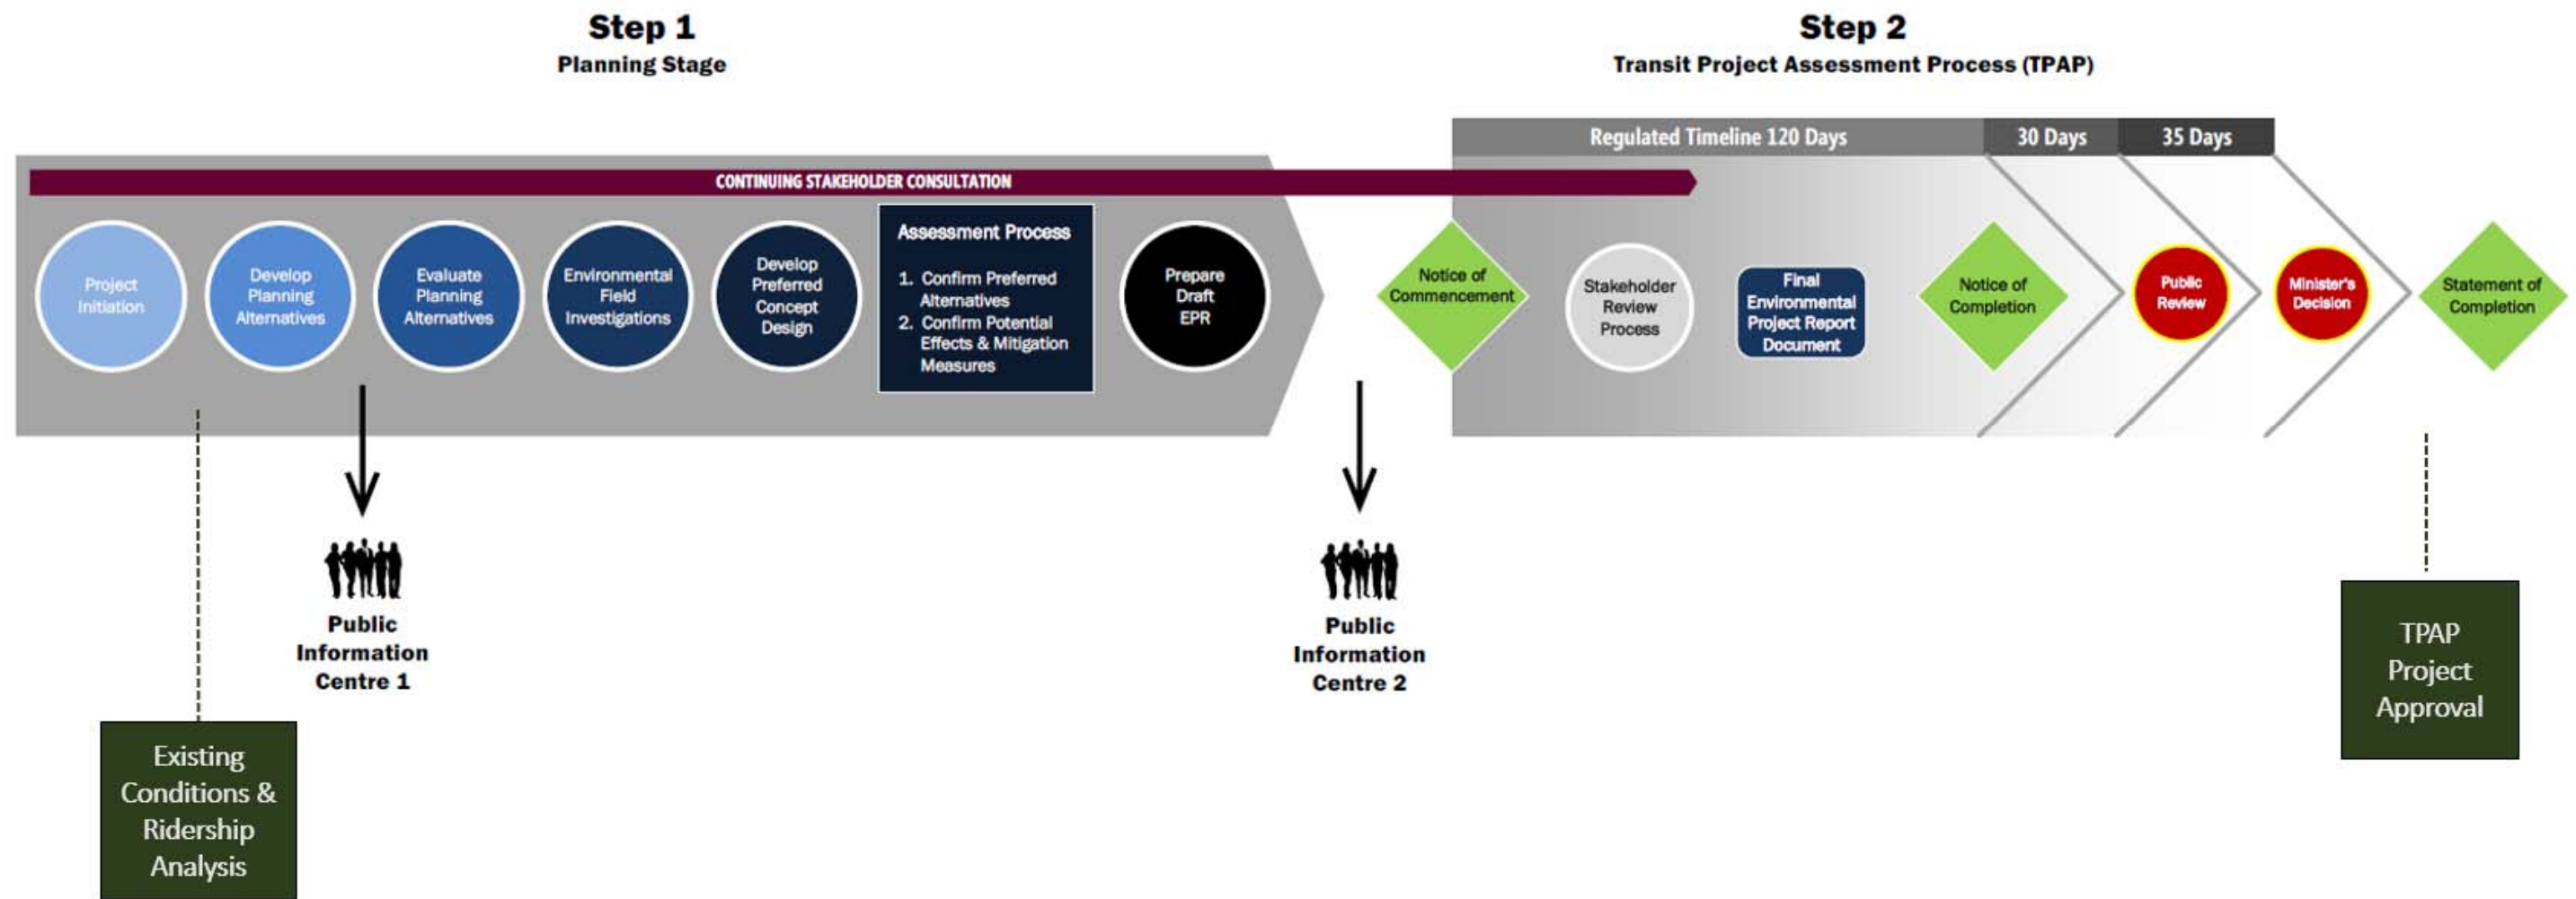 Step 1
Planning Stage
Step 2
Transit Project Assessment Process (TPAP)
Regulated Timeline 120 Days
30 Days
35 Days
CONTINUING STAKEHOLDER CONSULTATION
Project
Initiation
Develop
Planning
Alternatives
Evaluate
Planning
Alternatives
Environmental
Field
Investigations
Develop
Preferred
Concept
Design
Assessment Process
1. Confirm Preferred
Alternatives
2. Confirm Potential
Effects & Mitigation
Measures
Prepare
Draft
EPR
Notice of
Commencement
Stakeholder
Review
Process
Final
Environmental
Project Report
Document
Notice of
Completion
Public
Review
Minister's
Decision
Statement of
Completion
Public
Information
Centre 1
Public
Information
Centre 2
Existing
Conditions &
Ridership
Analysis
TPAP
Project
Approval